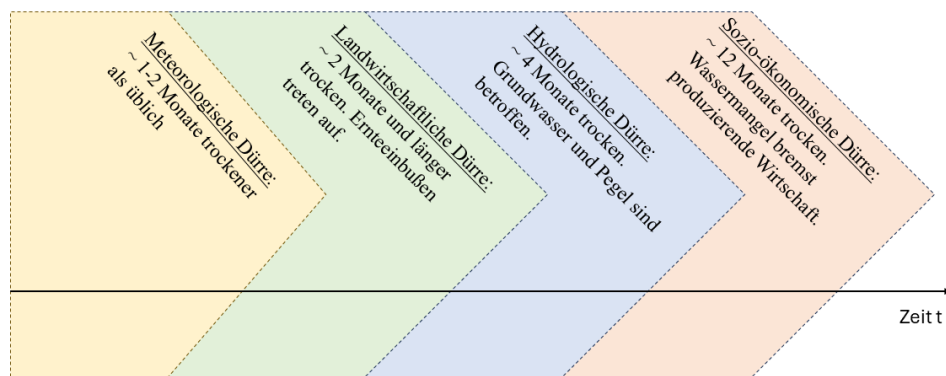 Meteorologische Dürre:
~ 1-2 Monate trockener
als üblich
Landwirtschaftliche Dürre:
~ 2 Monate und länger
trocken. Ernteeinbußen
treten auf.
Hydrologische Dürre:
~ 4 Monate trocken.
Grundwasser und Pegel sind
betroffen.
Sozio-ökonomische Dürre:
~ 12 Monate trocken.
Wassermangel bremst
produzierende Wirtschaft.
Zeit t